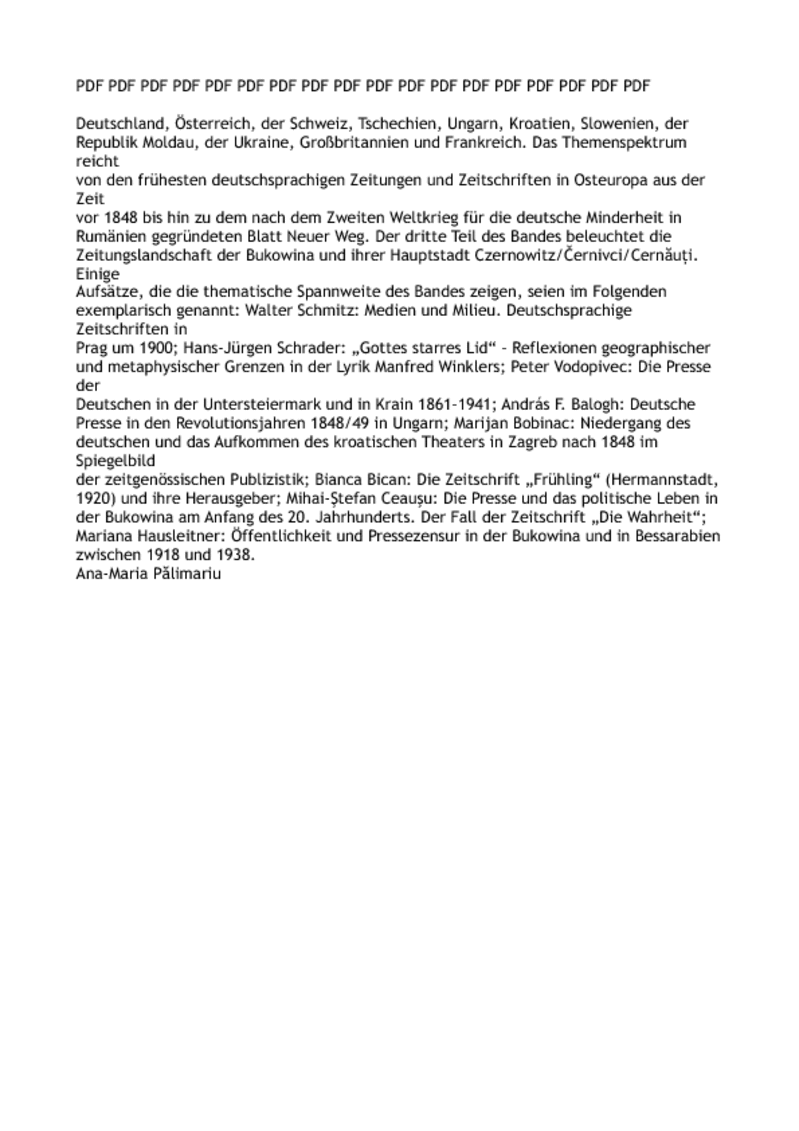 PDF PDF PDF PDF PDF PDF PDF PDF PDF PDF PDF PDF PDF PDF PDF PDF PDF PDF
Deutschland, Österreich, der Schweiz, Tschechien, Ungarn, Kroatien, Slowenien, der
Republik Moldau, der Ukraine, Großbritannien und Frankreich. Das Themenspektrum
reicht
von den frühesten deutschsprachigen Zeitungen und Zeitschriften in Osteuropa aus der
Zeit
vor 1848 bis hin zu dem nach dem Zweiten Weltkrieg für die deutsche Minderheit in
Rumänien gegründeten Blatt Neuer Weg. Der dritte Teil des Bandes beleuchtet die
Zeitungslandschaft der Bukowina und ihrer Hauptstadt Czernowitz/Černivci/Cernăuţi.
Einige
Aufsätze, die die thematische Spannweite des Bandes zeigen, seien im Folgenden
exemplarisch genannt: Walter Schmitz: Medien und Milieu. Deutschsprachige
Zeitschriften in
Prag um 1900; Hans-Jürgen Schrader: „Gottes starres Lid“ – Reflexionen geographischer
und metaphysischer Grenzen in der Lyrik Manfred Winklers; Peter Vodopivec: Die Presse
der
Deutschen in der Untersteiermark und in Krain 1861–1941; András F. Balogh: Deutsche
Presse in den Revolutionsjahren 1848/49 in Ungarn; Marijan Bobinac: Niedergang des
deutschen und das Aufkommen des kroatischen Theaters in Zagreb nach 1848 im
Spiegelbild
der zeitgenössischen Publizistik; Bianca Bican: Die Zeitschrift „Frühling“ (Hermannstadt,
1920) und ihre Herausgeber; Mihai-Ştefan Ceauşu: Die Presse und das politische Leben in
der Bukowina am Anfang des 20. Jahrhunderts. Der Fall der Zeitschrift „Die Wahrheit“;
Mariana Hausleitner: Öffentlichkeit und Pressezensur in der Bukowina und in Bessarabien
zwischen 1918 und 1938.
Ana-Maria Pălimariu